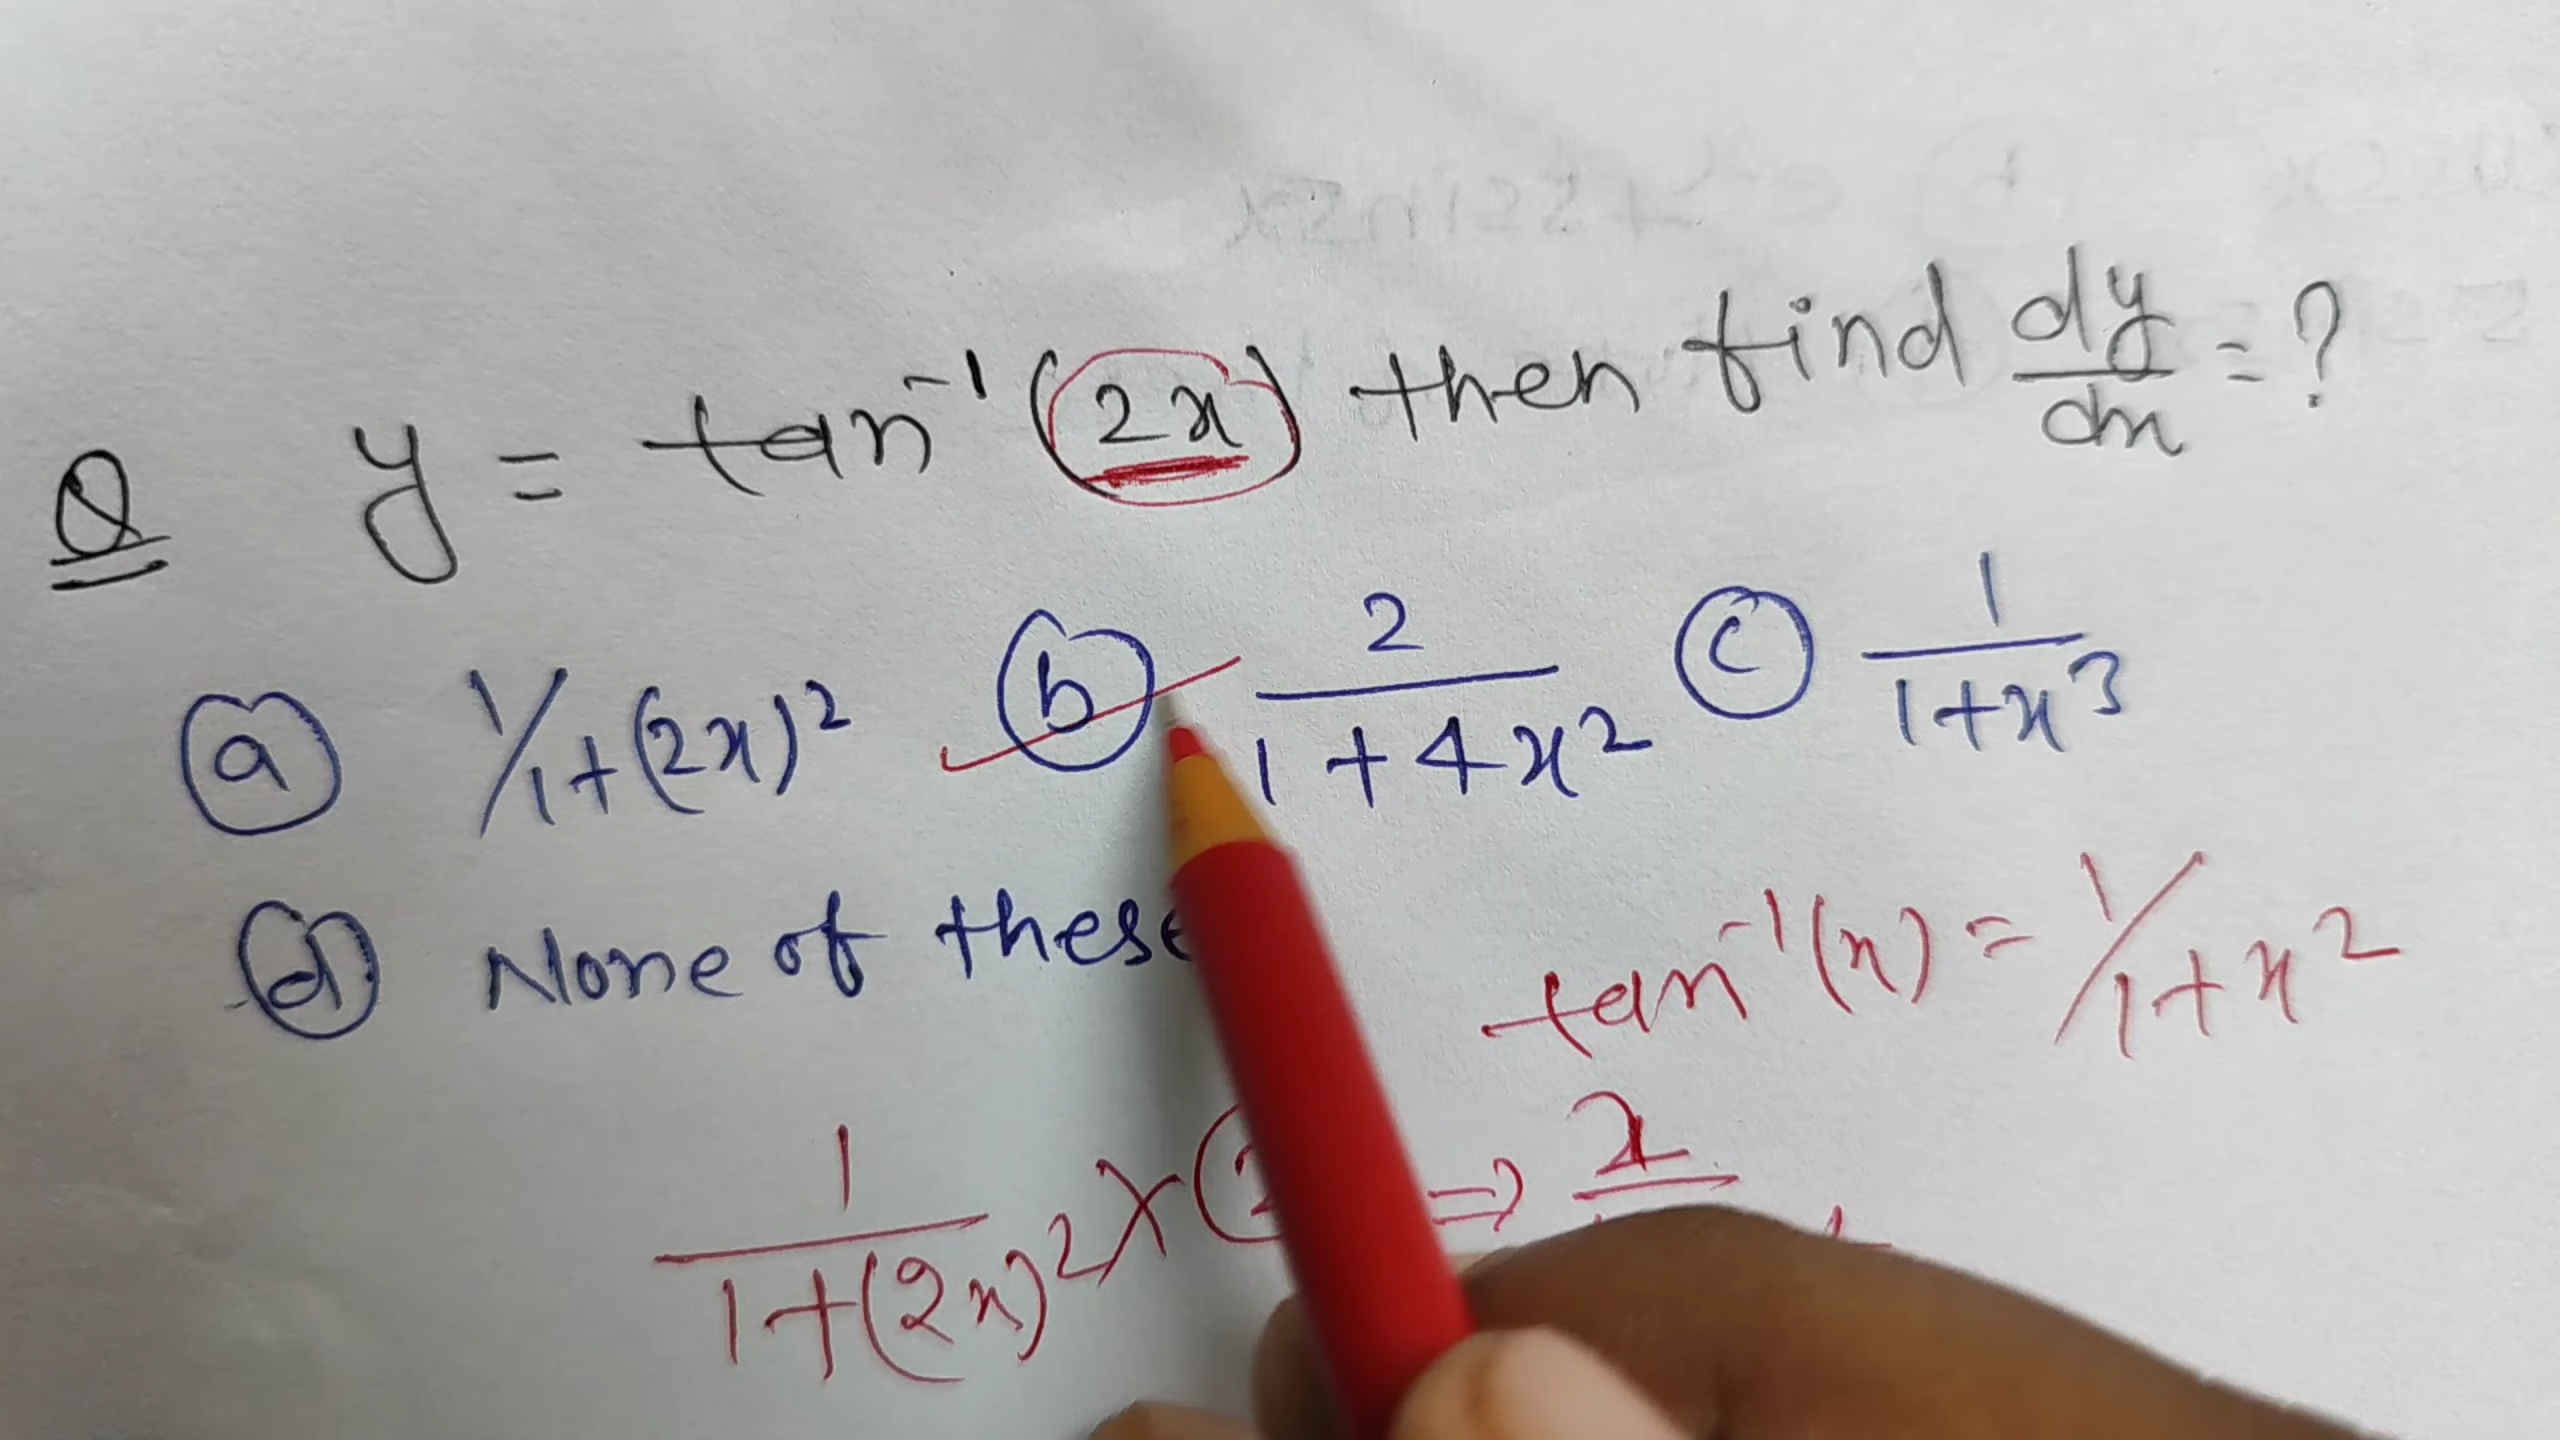 Q y = tan⁻¹(2x) then find dy/dx = ?
(a) 1/1+(2x)² (b) 2/1+4x² (c) 1/1+x³
(d) None of these
tan⁻¹(x) = 1/1+x²
1/1+(2x)² × (2 ⇒ 2